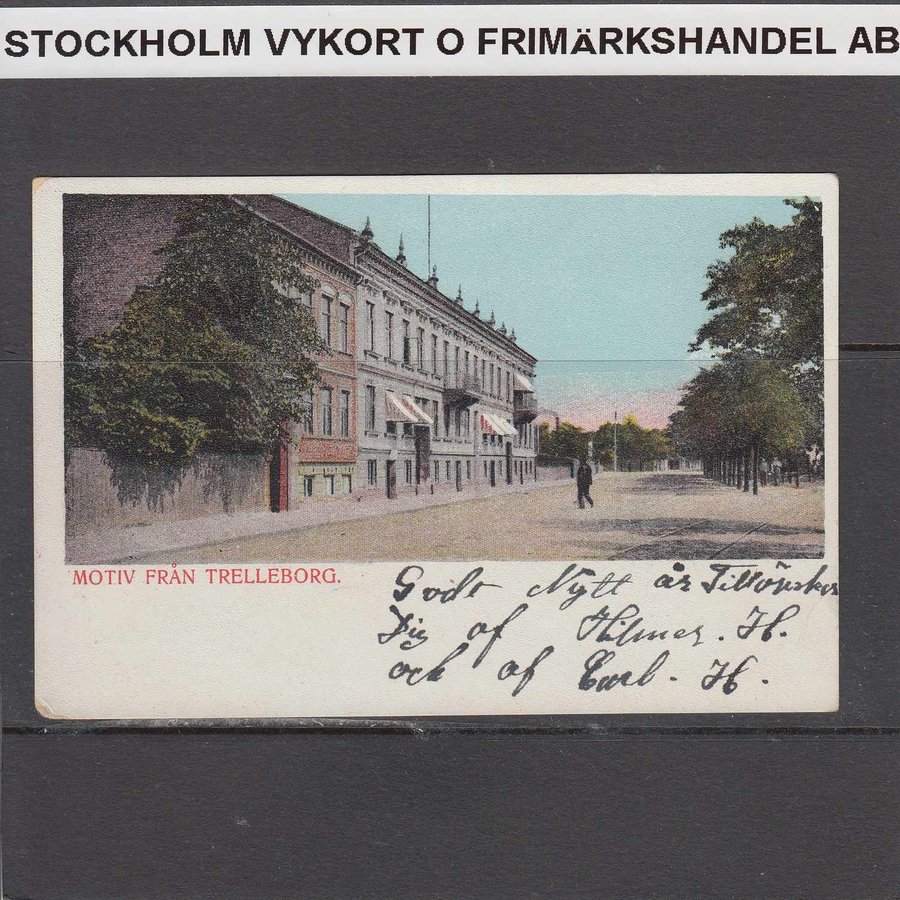 STOCKHOLM VYKORT O FRIMÄRKSHANDEL AB
MOTIV FRÅN TRELLEBORG.
Godt Nytt år Tillönskas
Dig af Hilmer. H.
och af Carl. H.